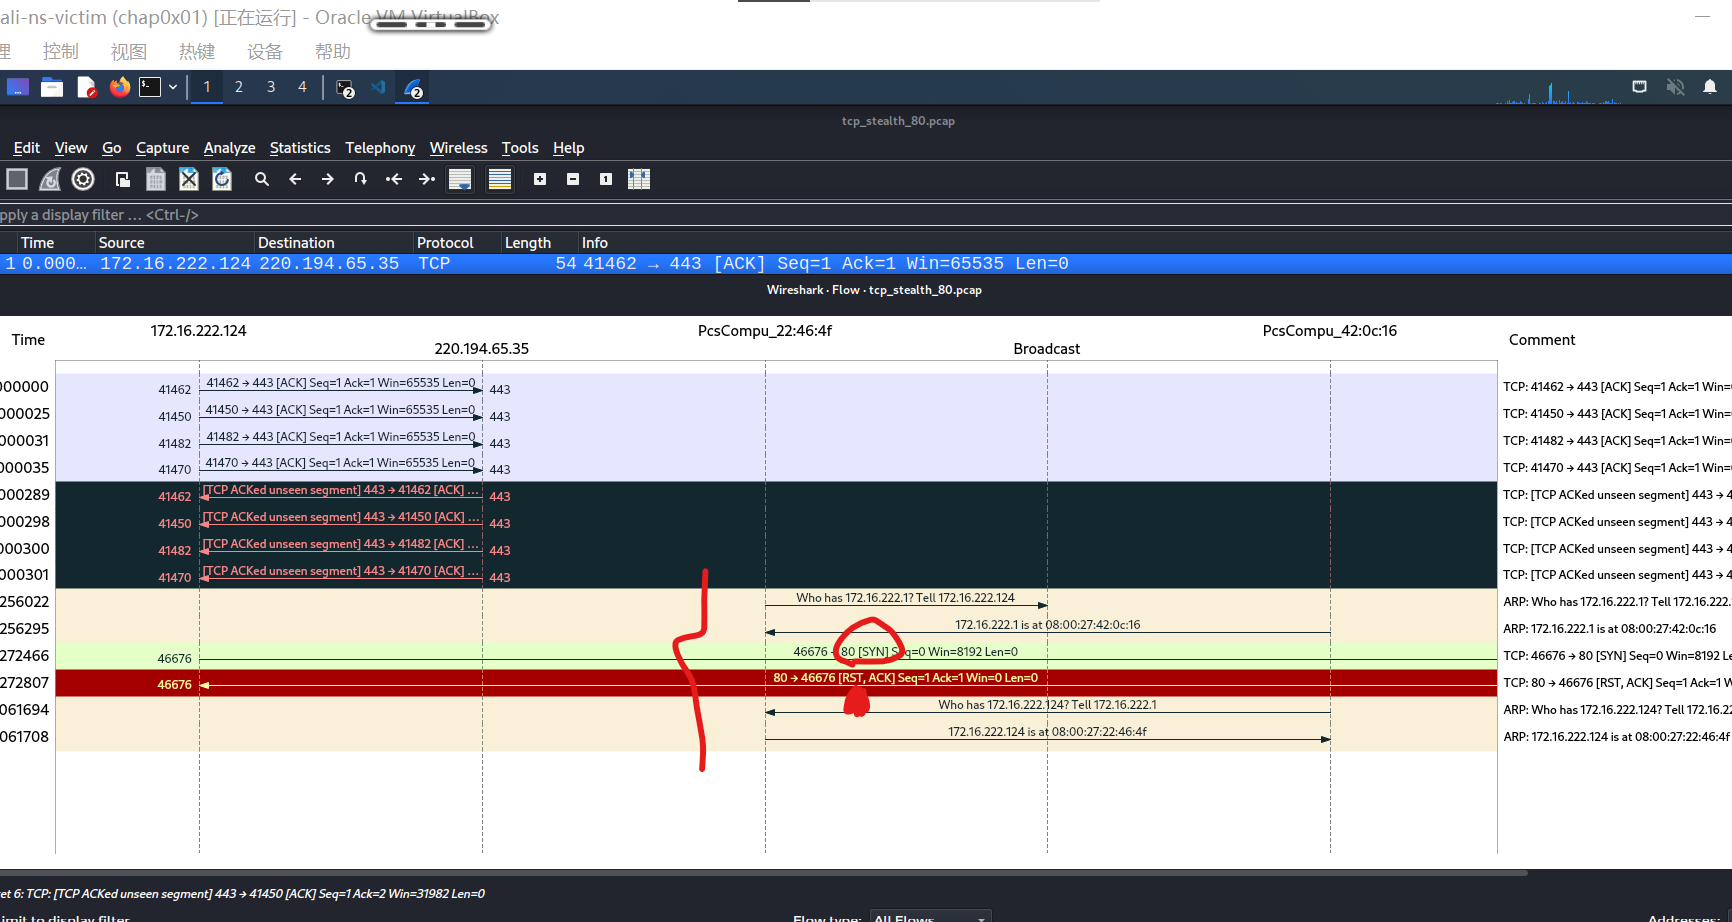 ali-ns-victim (chap0x01) [正在运行] - Oracle VM VirtualBox
理 控制 视图 热键 设备 帮助
1 2 3 4 2 2
tcp_stealth_80.pcap
Edit View Go Capture Analyze Statistics Telephony Wireless Tools Help
pply a display filter … <Ctrl-/>
Time Source Destination Protocol Length Info
1 0.000… 172.16.222.124 220.194.65.35 TCP 54 41462 → 443 [ACK] Seq=1 Ack=1 Win=65535 Len=0
Wireshark · Flow · tcp_stealth_80.pcap
Time 172.16.222.124 220.194.65.35 PcsCompu_22:46:4f Broadcast PcsCompu_42:0c:16 Comment
000000 41462 41462 → 443 [ACK] Seq=1 Ack=1 Win=65535 Len=0 443 TCP: 41462 → 443 [ACK] Seq=1 Ack=1 Win=
000025 41450 41450 → 443 [ACK] Seq=1 Ack=1 Win=65535 Len=0 443 TCP: 41450 → 443 [ACK] Seq=1 Ack=1 Win=
000031 41482 41482 → 443 [ACK] Seq=1 Ack=1 Win=65535 Len=0 443 TCP: 41482 → 443 [ACK] Seq=1 Ack=1 Win=
000035 41470 41470 → 443 [ACK] Seq=1 Ack=1 Win=65535 Len=0 443 TCP: 41470 → 443 [ACK] Seq=1 Ack=1 Win=
000289 41462 [TCP ACKed unseen segment] 443 → 41462 [ACK] … 443 TCP: [TCP ACKed unseen segment] 443 → 4
000298 41450 [TCP ACKed unseen segment] 443 → 41450 [ACK] … 443 TCP: [TCP ACKed unseen segment] 443 → 4
000300 41482 [TCP ACKed unseen segment] 443 → 41482 [ACK] … 443 TCP: [TCP ACKed unseen segment] 443 → 4
000301 41470 [TCP ACKed unseen segment] 443 → 41470 [ACK] … 443 TCP: [TCP ACKed unseen segment] 443 → 4
256022 Who has 172.16.222.1? Tell 172.16.222.124 ARP: Who has 172.16.222.1? Tell 172.16.222.
256295 172.16.222.1 is at 08:00:27:42:0c:16 ARP: 172.16.222.1 is at 08:00:27:42:0c:16
272466 46676 46676 → 80 [SYN] Seq=0 Win=8192 Len=0 TCP: 46676 → 80 [SYN] Seq=0 Win=8192 Le
272807 46676 80 → 46676 [RST, ACK] Seq=1 Ack=1 Win=0 Len=0 TCP: 80 → 46676 [RST, ACK] Seq=1 Ack=1 W
061694 Who has 172.16.222.124? Tell 172.16.222.1 ARP: Who has 172.16.222.124? Tell 172.16.22
061708 172.16.222.124 is at 08:00:27:22:46:4f ARP: 172.16.222.124 is at 08:00:27:22:46:4f
et 6: TCP: [TCP ACKed unseen segment] 443 → 41450 [ACK] Seq=1 Ack=2 Win=31982 Len=0
imit to display filter Flow type: All Flows Addresses: